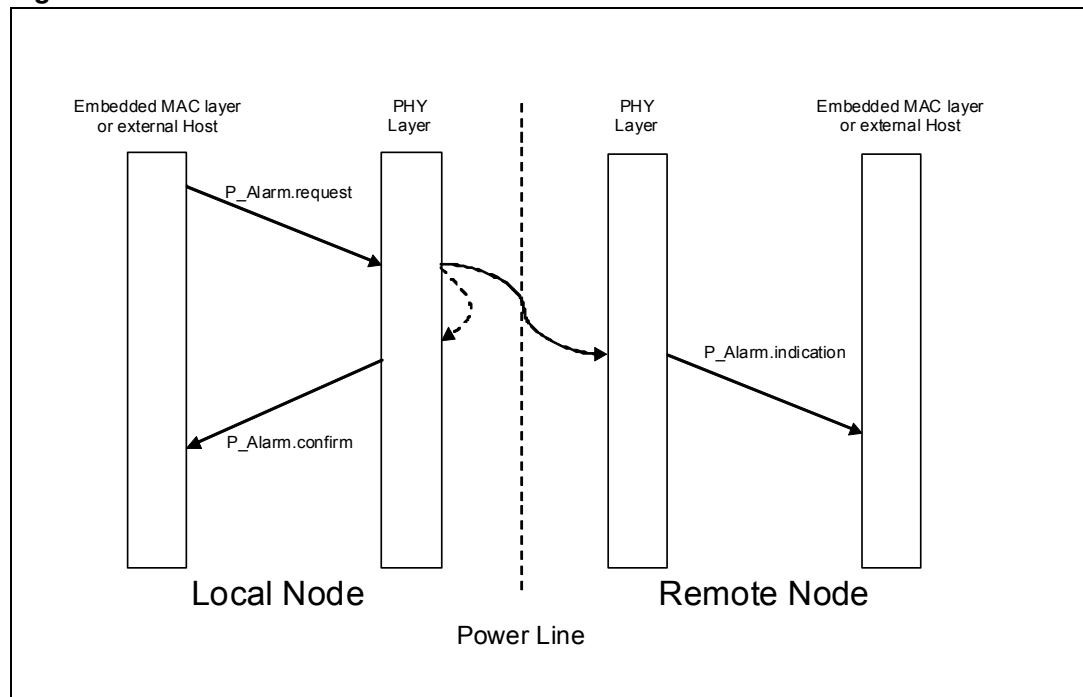 Embedded MAC layer
or external Host
PHY
Layer
PHY
Layer
Embedded MAC layer
or external Host
P_Alarm.request
P_Alarm.indication
P_Alarm.confirm
Local Node
Remote Node
Power Line